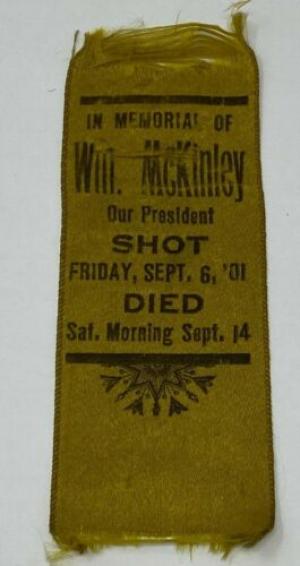 IN MEMORIAL OF
Wm. McKinley
Our President
SHOT
FRIDAY, SEPT. 6, '01
DIED
Sat. Morning Sept. 14